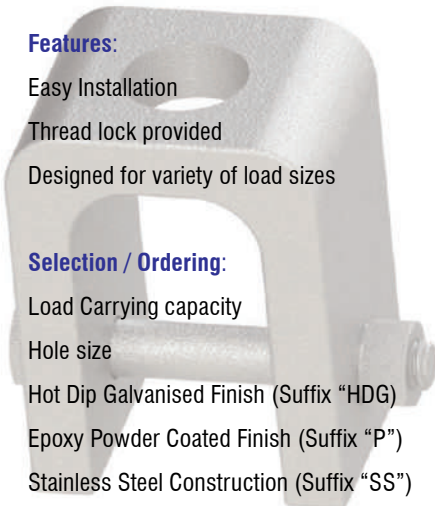 Features:
Easy Installation
Thread lock provided
Designed for variety of load sizes
Selection / Ordering:
Load Carrying capacity
Hole size
Hot Dip Galvanised Finish (Suffix “HDG)
Epoxy Powder Coated Finish (Suffix “P”)
Stainless Steel Construction (Suffix “SS”)